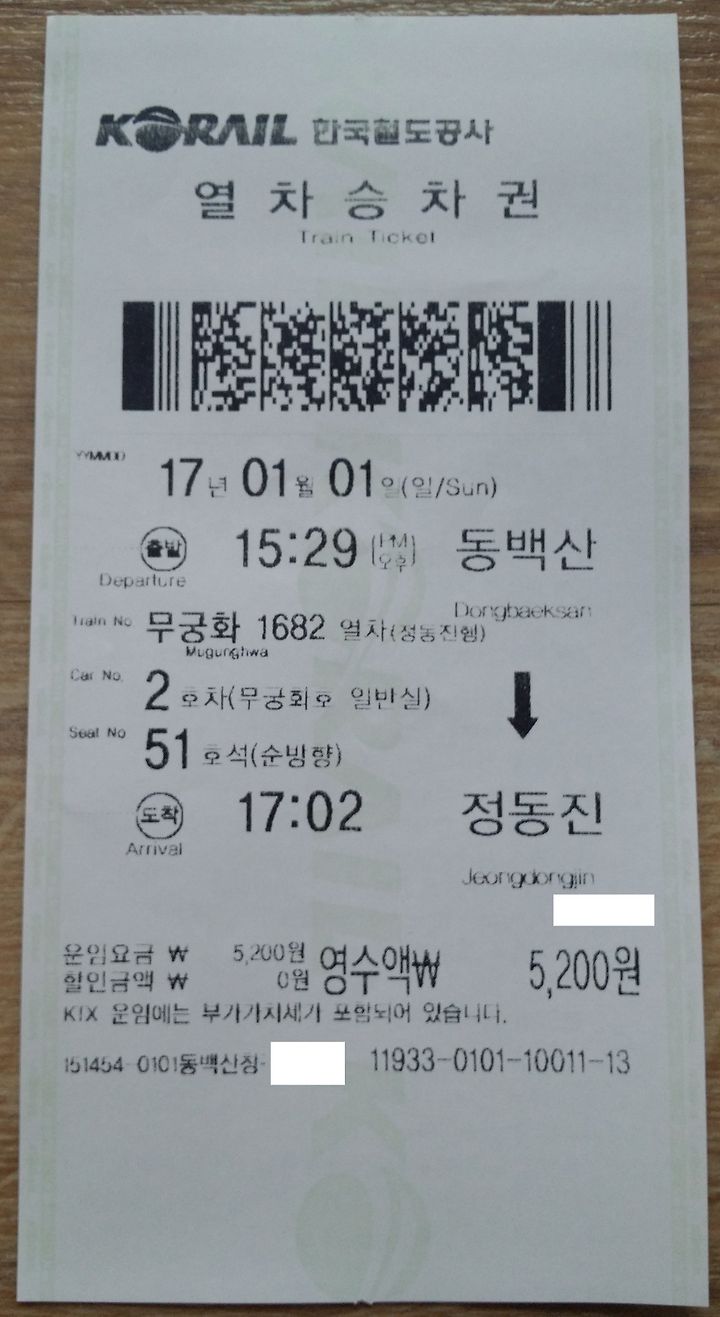 KORAIL 한국철도공사
열차승차권
Train Ticket
YYMMDD
17년 01월 01일(일/Sun)
출발 15:29 (PM 오후) 동백산
Departure
Dongbaeksan
Train No 무궁화 1682 열차(정동진행)
Mugunghwa
Car No. 2 호차(무궁화호 일반실)
Seat No 51 호석(순방향)
도착 17:02 정동진
Arrival
Jeongdongjin
운임요금 ₩ 5,200원 영수액₩ 5,200원
할인금액 ₩ 0원
KTX 운임에는 부가가치세가 포함되어 있습니다.
151454-0101동백산창- 11933-0101-10011-13